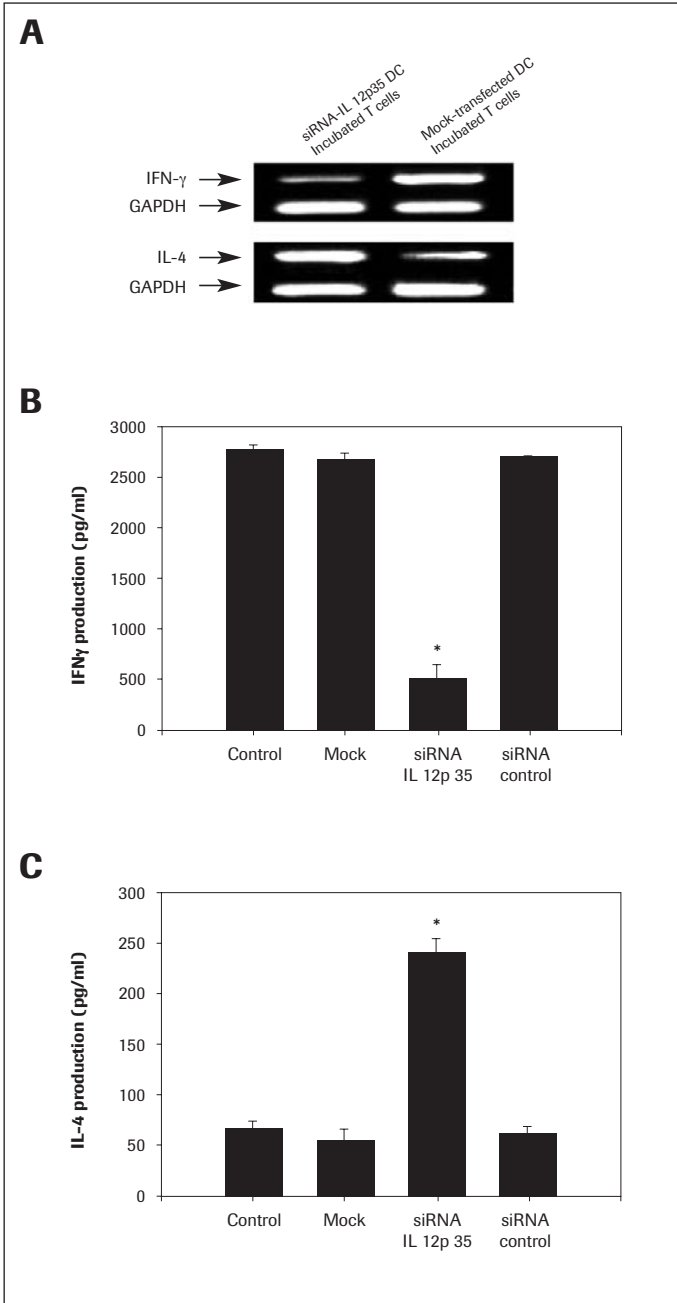 A
siRNA-IL 12p35 DC
Incubated T cells
Mock-transfected DC
Incubated T cells
IFN-γ
GAPDH
IL-4
GAPDH
B
IFNγ production (pg/ml)
3000
2500
2000
1500
1000
500
0
*
Control
Mock
siRNA
IL 12p 35
siRNA
control
C
IL-4 production (pg/ml)
300
250
200
150
100
50
0
*
Control
Mock
siRNA
IL 12p 35
siRNA
control